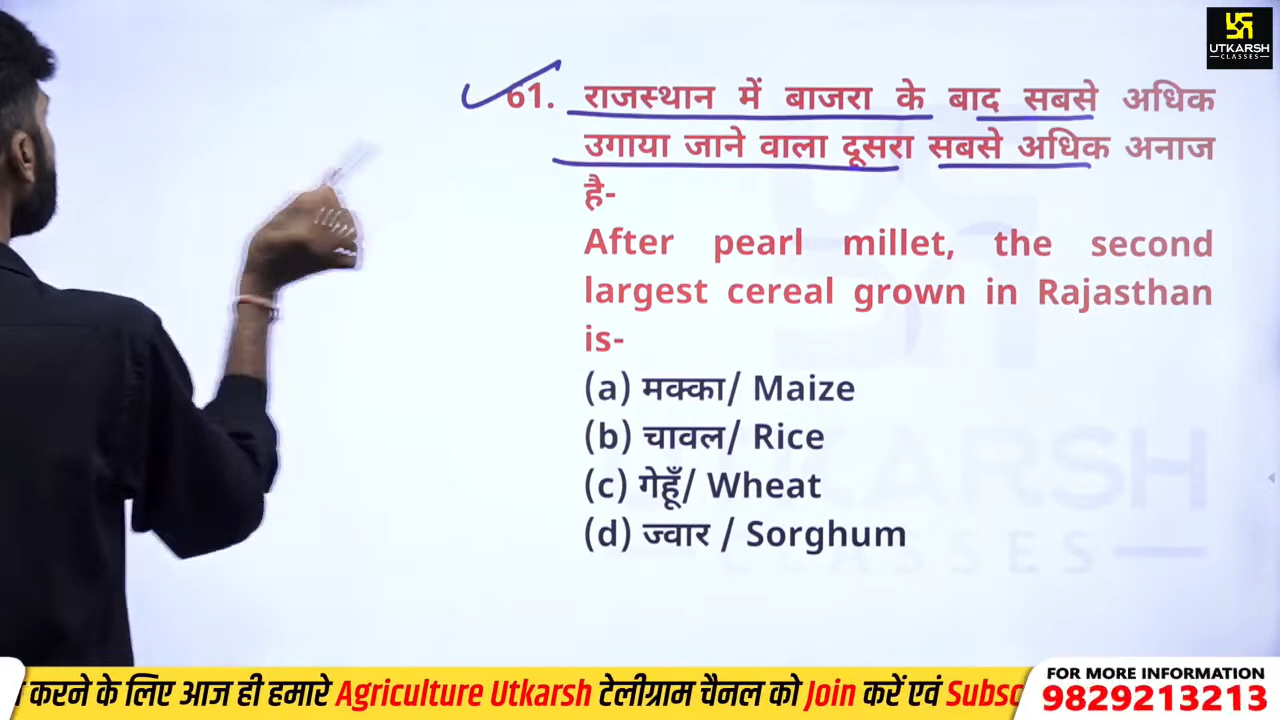 UTKARSH
CLASSES
61. राजस्थान में बाजरा के बाद सबसे अधिक
उगाया जाने वाला दूसरा सबसे अधिक अनाज
है-
After pearl millet, the second
largest cereal grown in Rajasthan
is-
(a) मक्का/ Maize
(b) चावल/ Rice
(c) गेहूँ/ Wheat
(d) ज्वार / Sorghum
करने के लिए आज ही हमारे Agriculture Utkarsh टेलीग्राम चैनल को Join करें एवं
FOR MORE INFORMATION
9829213213